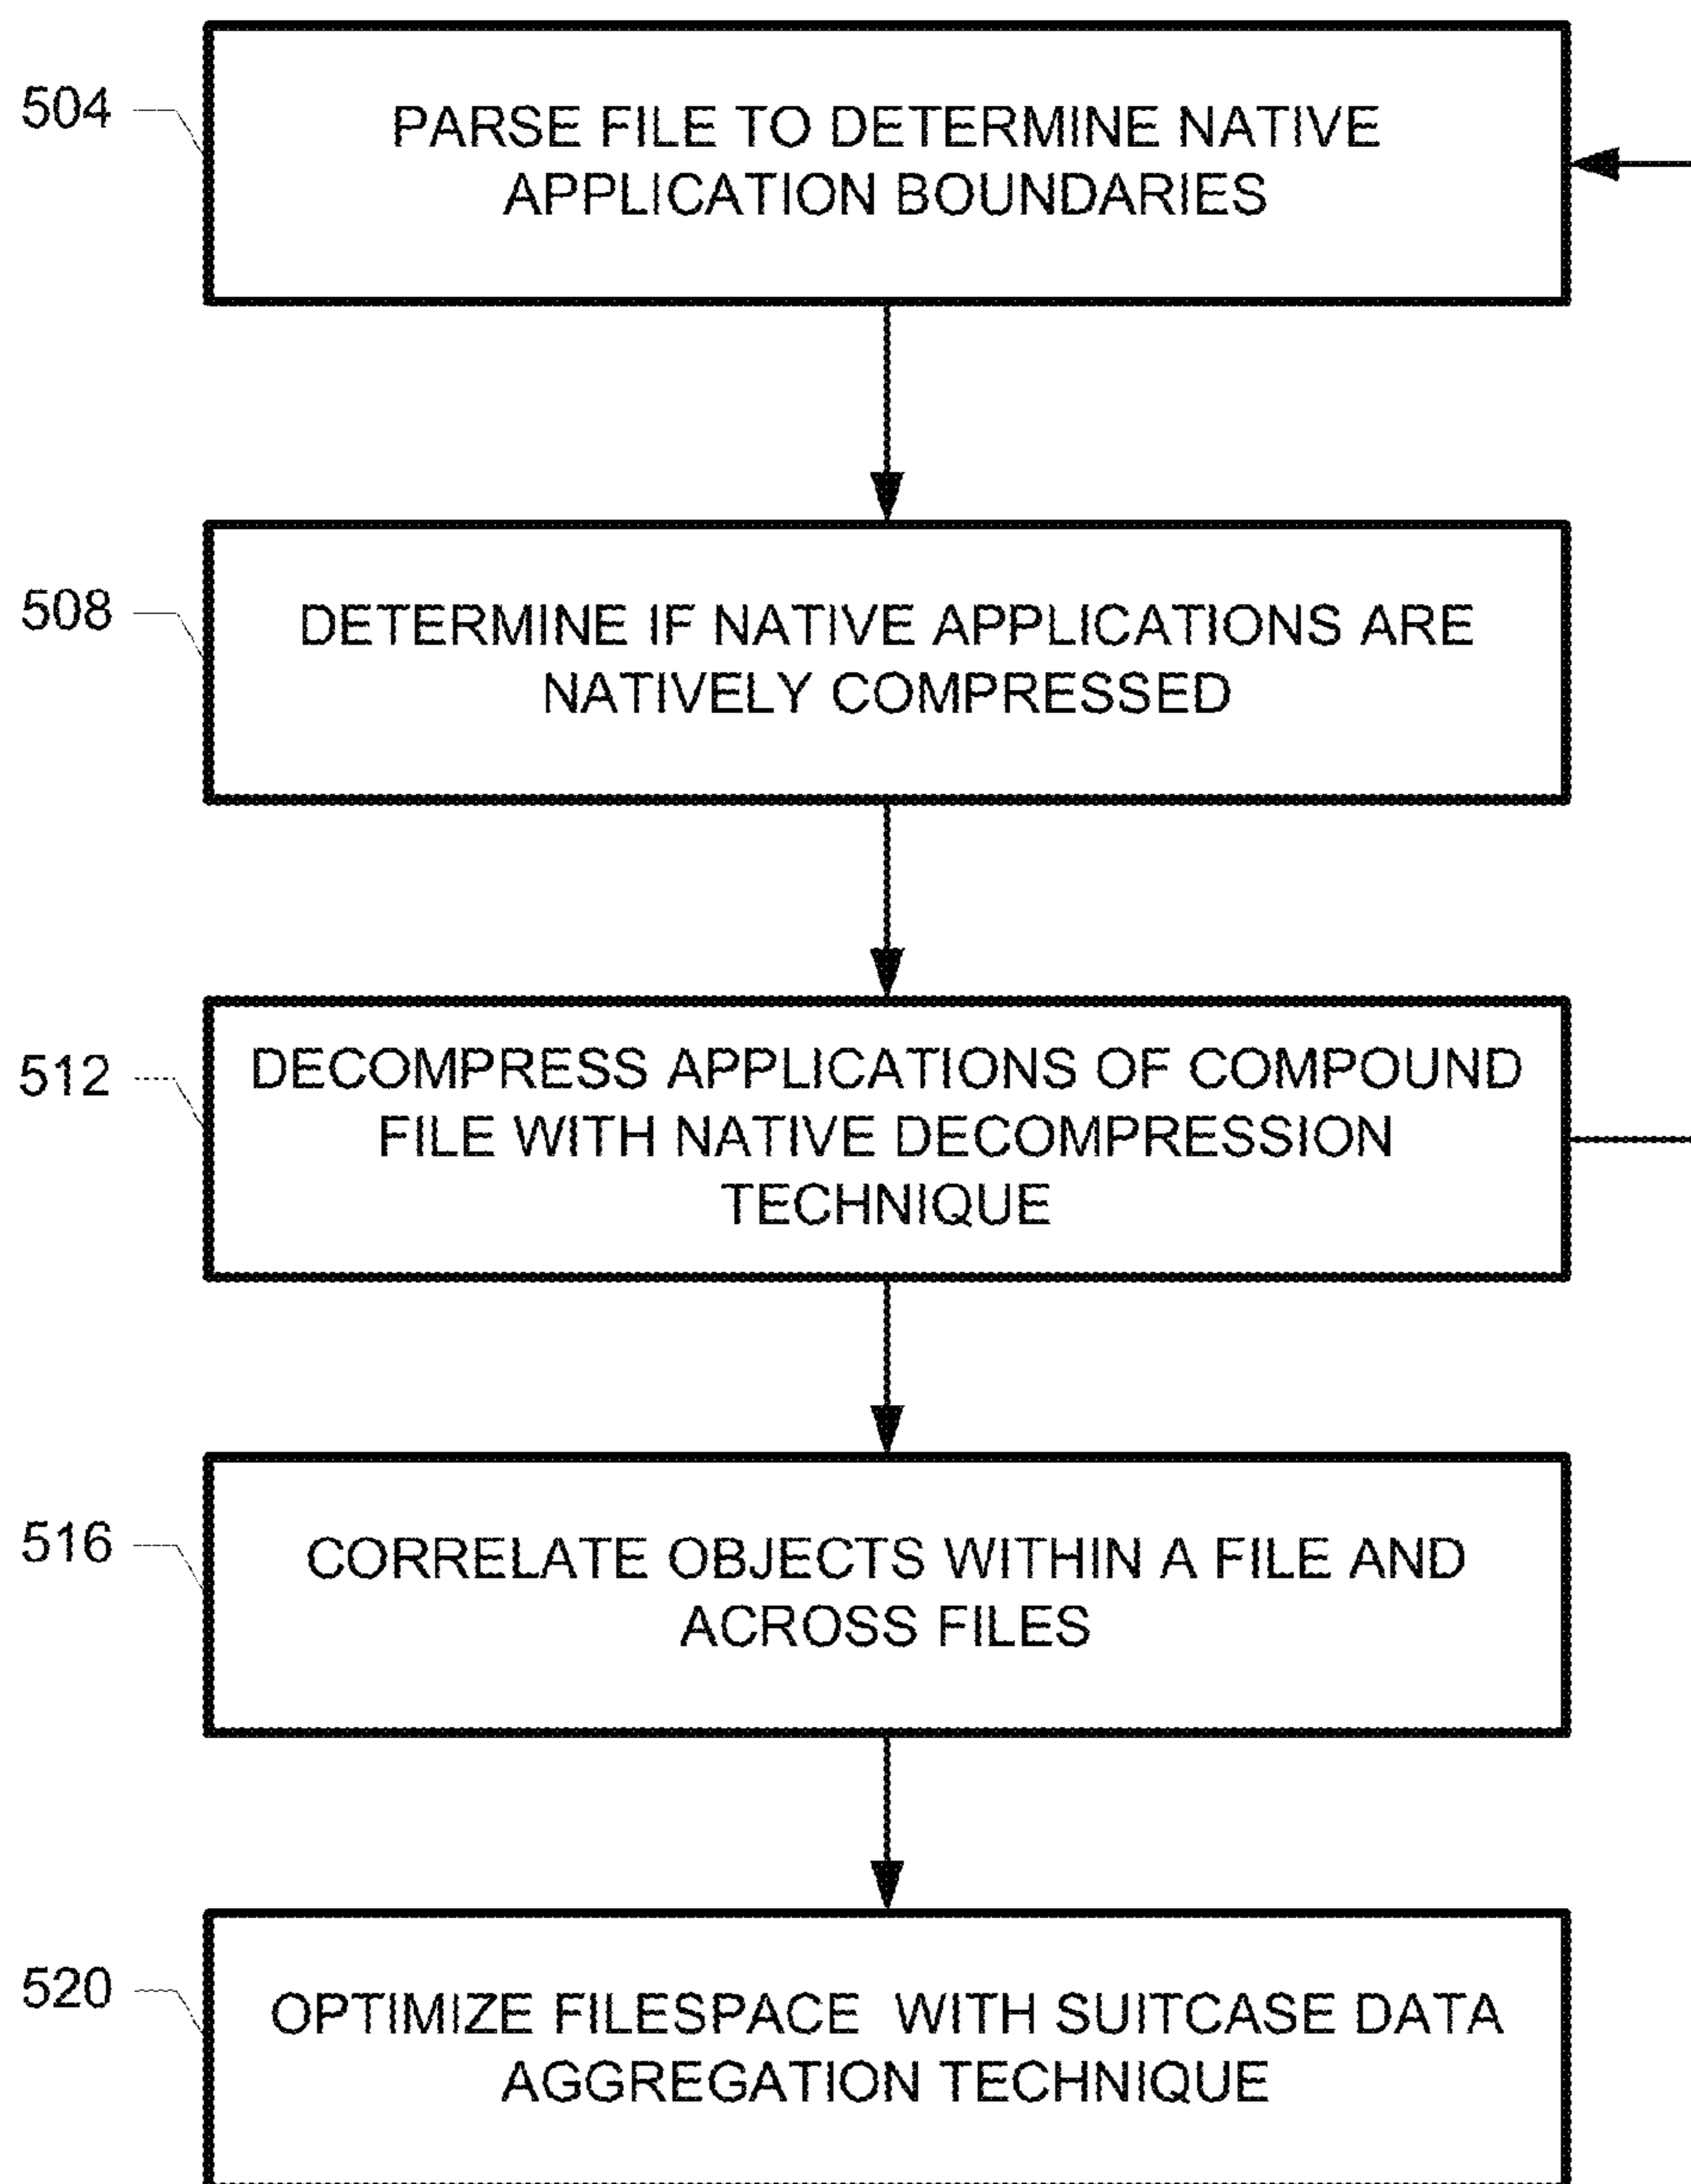 504
PARSE FILE TO DETERMINE NATIVE
APPLICATION BOUNDARIES
508
DETERMINE IF NATIVE APPLICATIONS ARE
NATIVELY COMPRESSED
512
DECOMPRESS APPLICATIONS OF COMPOUND
FILE WITH NATIVE DECOMPRESSION
TECHNIQUE
516
CORRELATE OBJECTS WITHIN A FILE AND
ACROSS FILES
520
OPTIMIZE FILESPACE WITH SUITCASE DATA
AGGREGATION TECHNIQUE